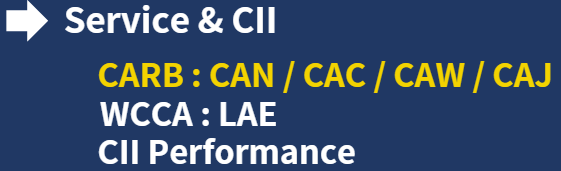 Service & CII
CARB : CAN / CAC / CAW / CAJ
WCCA : LAE
CII Performance